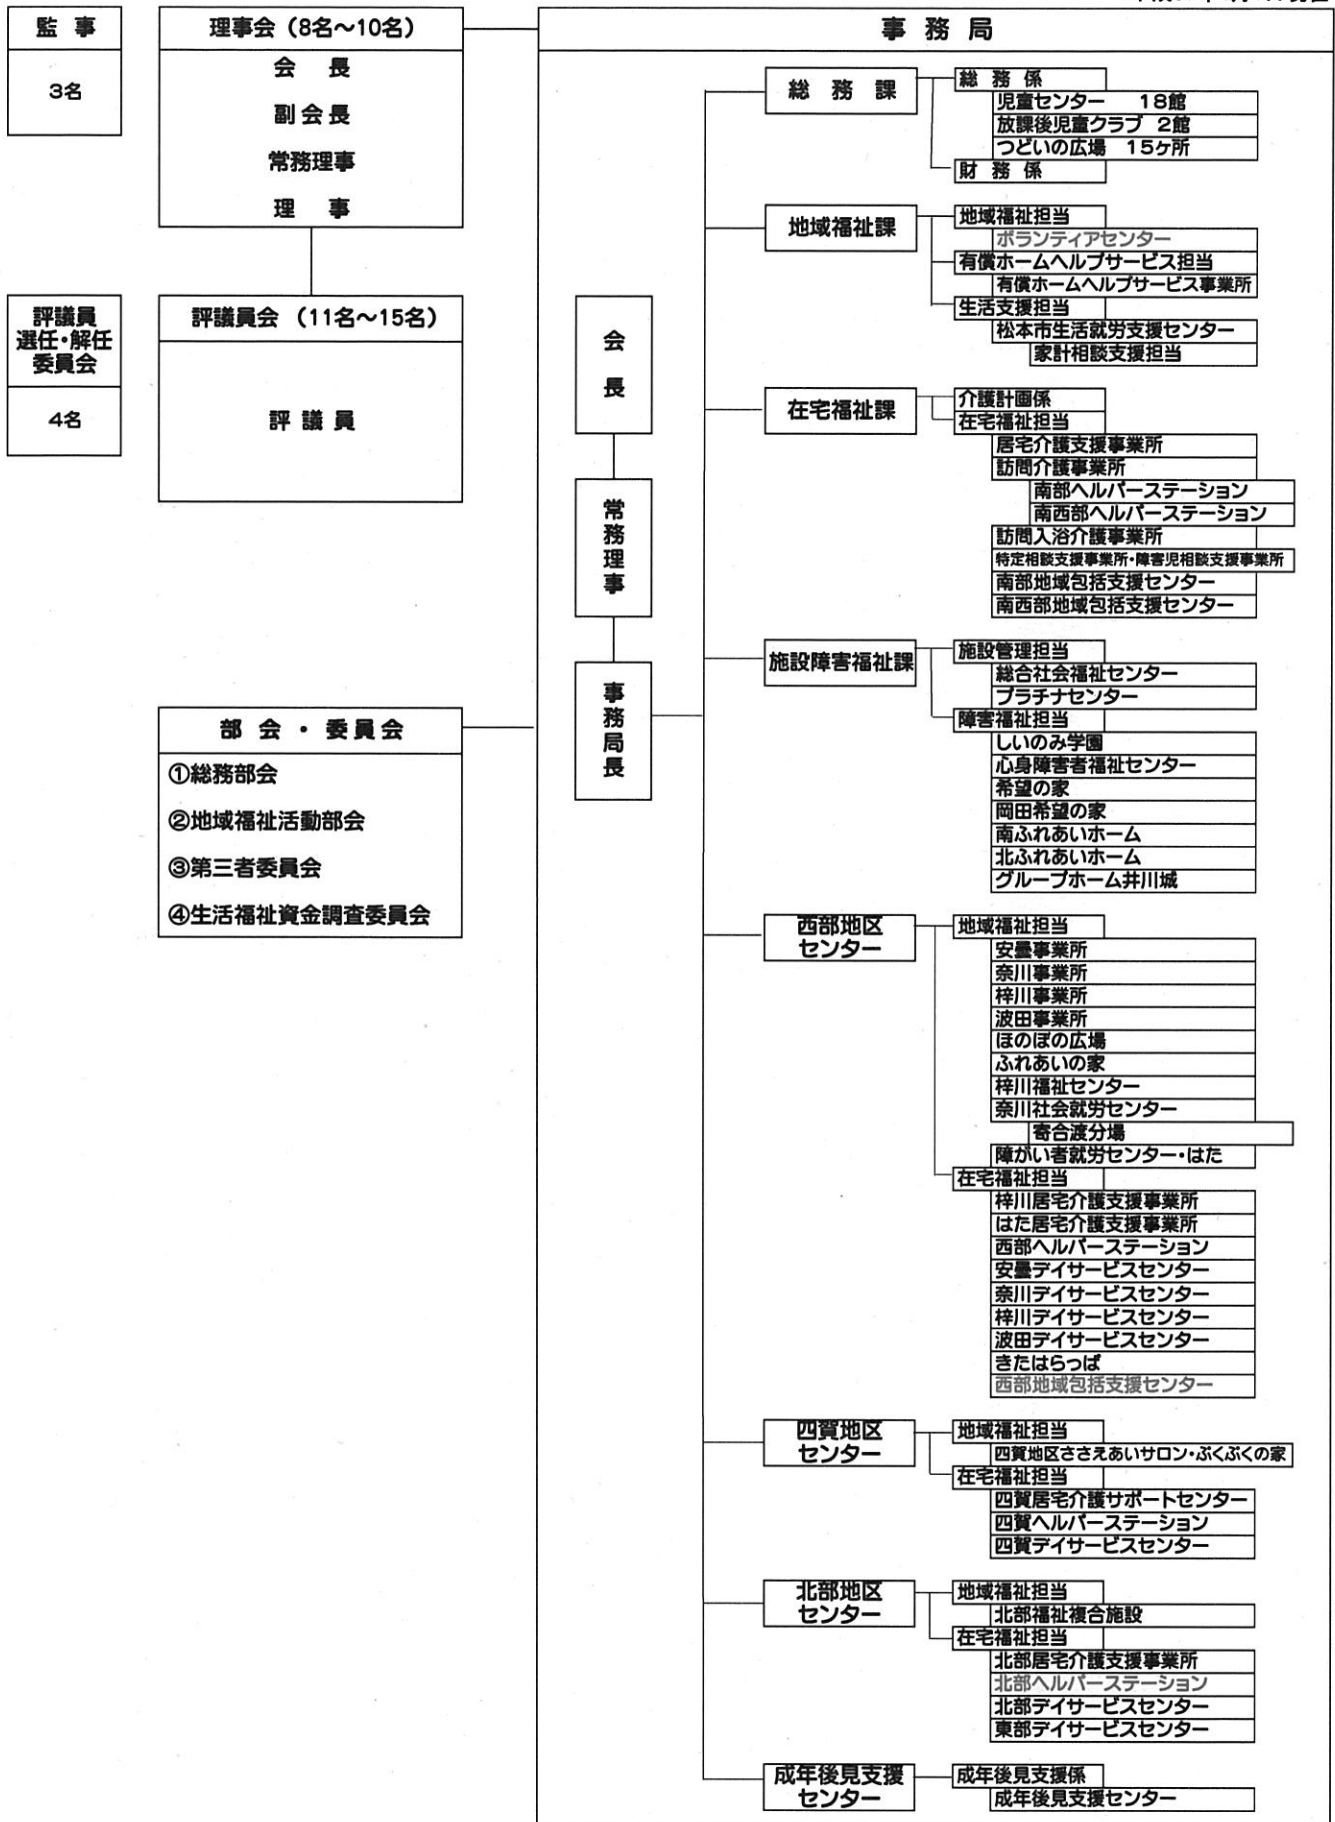 監 事
3名
理事会（8名～10名）
会 長
副会長
常務理事
理 事
評議員
選任・解任
委員会
4名
評議員会 （11名～15名）
評 議 員
部 会 ・ 委 員 会
①総務部会
②地域福祉活動部会
③第三者委員会
④生活福祉資金調査委員会
事 務 局
会長
常務理事
事務局長
総 務 課
総 務 係
児童センター 18館
放課後児童クラブ 2館
つどいの広場 15ヶ所
財 務 係
地域福祉課
地域福祉担当
ボランティアセンター
有償ホームヘルプサービス担当
有償ホームヘルプサービス事業所
生活支援担当
松本市生活就労支援センター
家計相談支援担当
在宅福祉課
介護計画係
在宅福祉担当
居宅介護支援事業所
訪問介護事業所
南部ヘルパーステーション
南西部ヘルパーステーション
訪問入浴介護事業所
特定相談支援事業所・障害児相談支援事業所
南部地域包括支援センター
南西部地域包括支援センター
施設障害福祉課
施設管理担当
総合社会福祉センター
プラチナセンター
障害福祉担当
しいのみ学園
心身障害者福祉センター
希望の家
岡田希望の家
南ふれあいホーム
北ふれあいホーム
グループホーム井川城
西部地区
センター
地域福祉担当
安曇事業所
奈川事業所
梓川事業所
波田事業所
ほのぼの広場
ふれあいの家
梓川福祉センター
奈川社会就労センター
寄合渡分場
障がい者就労センター・はた
在宅福祉担当
梓川居宅介護支援事業所
はた居宅介護支援事業所
西部ヘルパーステーション
安曇デイサービスセンター
奈川デイサービスセンター
梓川デイサービスセンター
波田デイサービスセンター
きたはらっぱ
西部地域包括支援センター
四賀地区
センター
地域福祉担当
四賀地区ささえあいサロン・ぷくぷくの家
在宅福祉担当
四賀居宅介護サポートセンター
四賀ヘルパーステーション
四賀デイサービスセンター
北部地区
センター
地域福祉担当
北部福祉複合施設
在宅福祉担当
北部居宅介護支援事業所
北部ヘルパーステーション
北部デイサービスセンター
東部デイサービスセンター
成年後見支援
センター
成年後見支援係
成年後見支援センター